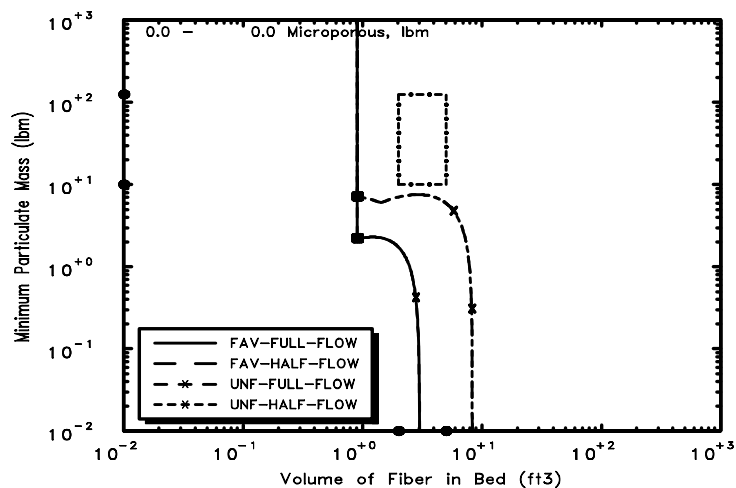 0.0 – 0.0 Microporous, lbm
10+3
10+2
10+1
10+0
10−1
10−2
Minimum Particulate Mass (lbm)
FAV–FULL–FLOW
FAV–HALF–FLOW
UNF–FULL–FLOW
UNF–HALF–FLOW
10−2 10−1 10+0 10+1 10+2 10+3
Volume of Fiber in Bed (ft3)